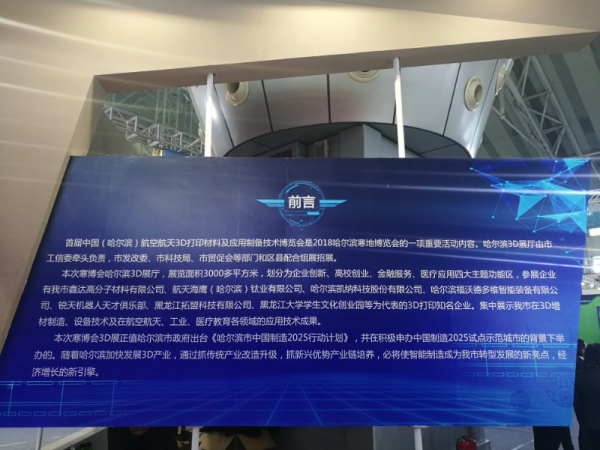 前言
首届中国（哈尔滨）航空航天3D打印材料及应用制备技术博览会是2018哈尔滨寒地博览会的一项重要活动内容。哈尔滨3D展厅由市
工信委牵头负责，市发改委、市科技局、市贸促会等部门和区县配合组展招展。
本次寒博会哈尔滨3D展厅，展览面积3000多平方米，划分为企业创新、高校创业、金融服务、医疗应用四大主题功能区，参展企业
有我市鑫达高分子材料有限公司、航天海鹰（哈尔滨）钛业有限公司、哈尔滨凯纳科技股份有限公司、哈尔滨福沃德多维智能装备有限公
司、锐天机器人天才俱乐部、黑龙江拓盟科技有限公司、黑龙江大学学生文化创业园等为代表的3D打印知名企业。集中展示我市在3D增
材制造、设备技术及在航空航天、工业、医疗教育各领域的应用技术成果。
本次寒博会3D展正值哈尔滨市政府出台《哈尔滨市中国制造2025行动计划》，并在积极申办中国制造2025试点示范城市的背景下举
办的。随着哈尔滨加快发展3D产业，通过抓传统产业改造升级，抓新兴优势产业链培养，必将使智能制造成为我市转型发展的新亮点，经
济增长的新引擎。